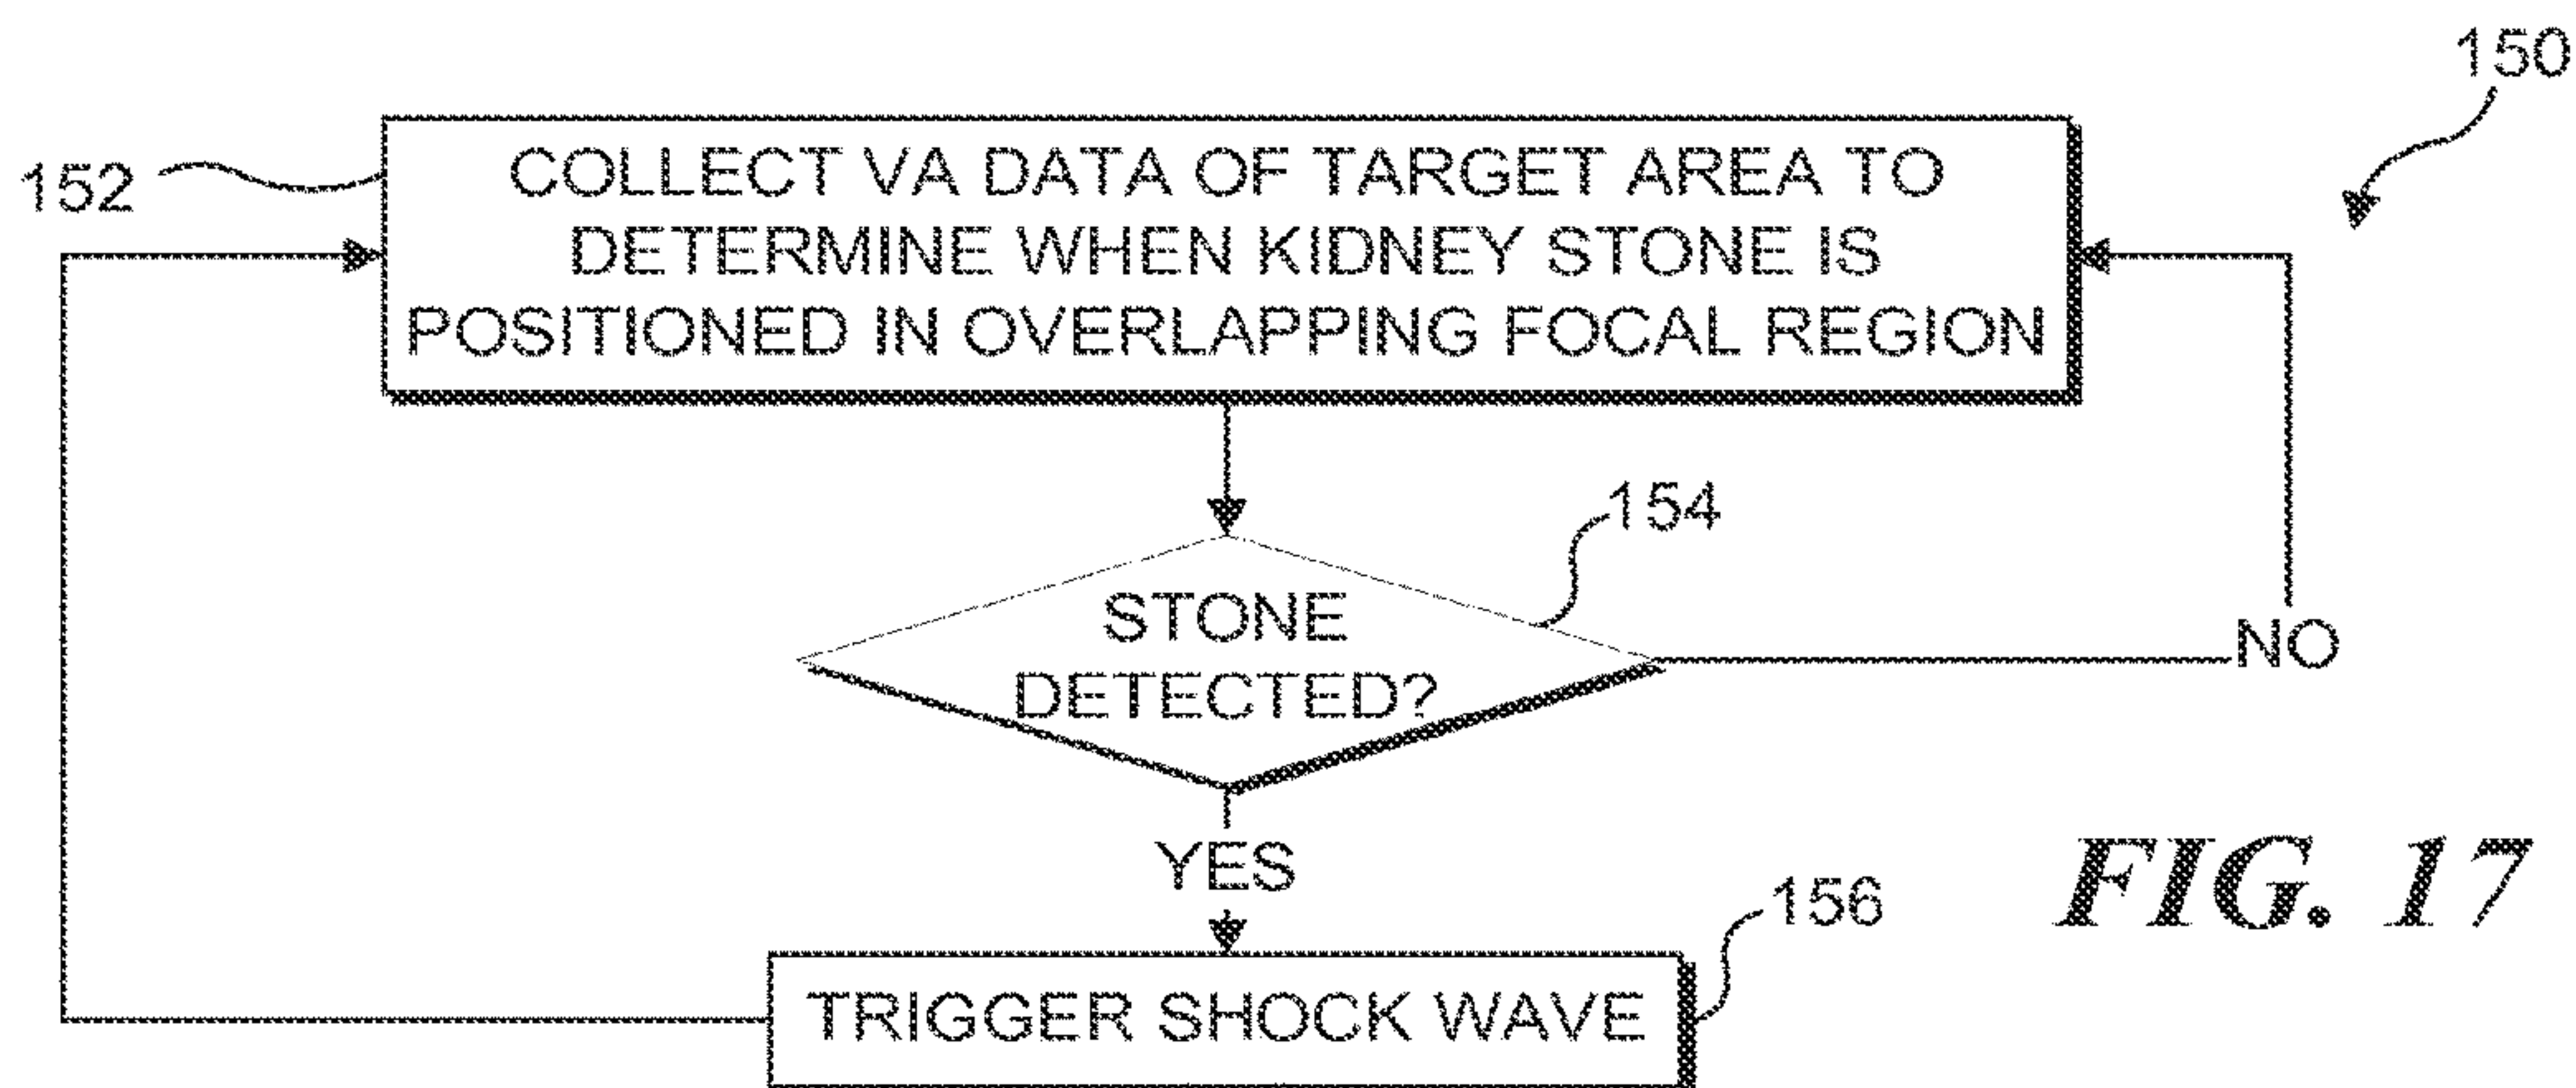 150
152
COLLECT VA DATA OF TARGET AREA TO
DETERMINE WHEN KIDNEY STONE IS
POSITIONED IN OVERLAPPING FOCAL REGION
154
STONE
DETECTED?
NO
YES
156
TRIGGER SHOCK WAVE
FIG. 17